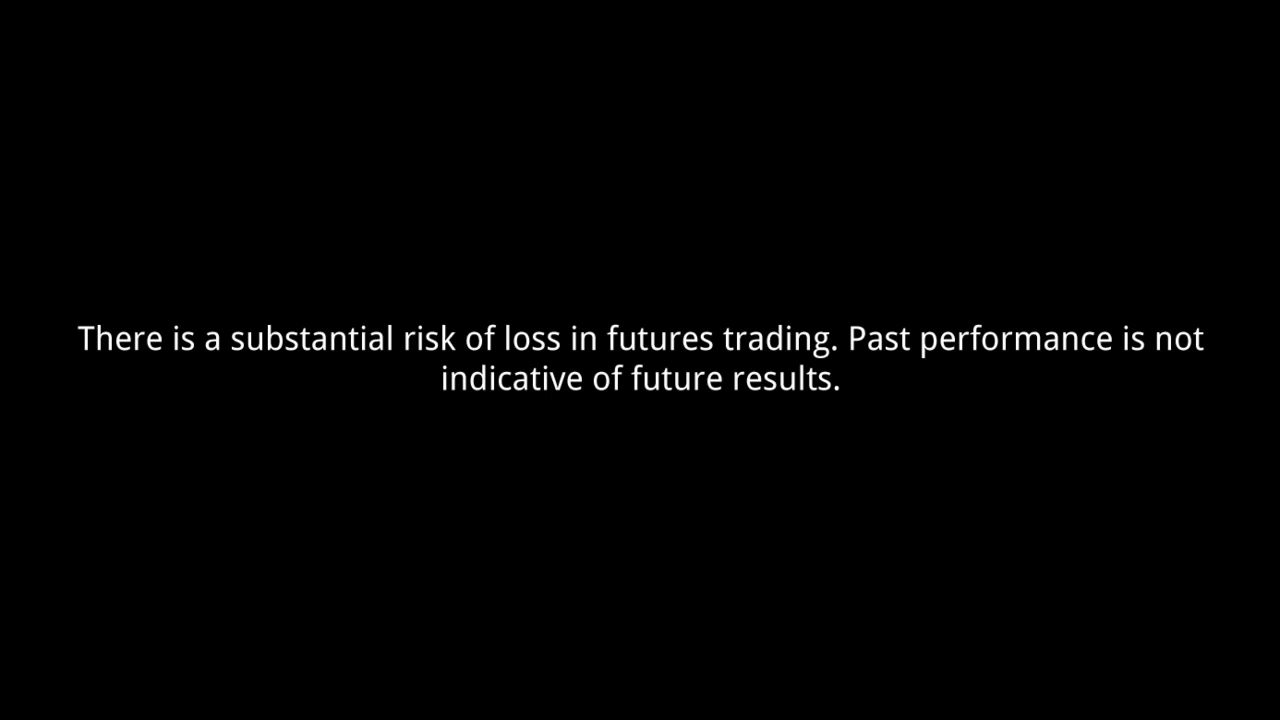 There is a substantial risk of loss in futures trading. Past performance is not
indicative of future results.